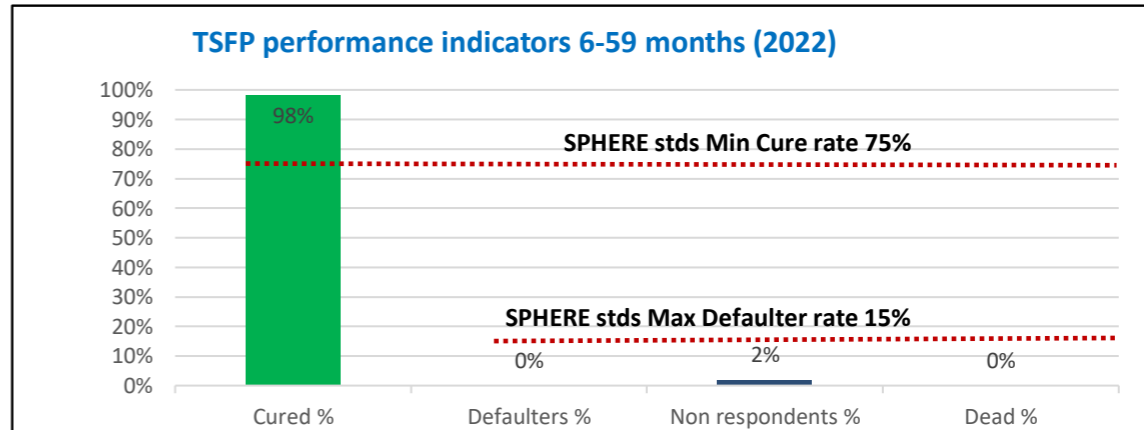 TSFP performance indicators 6-59 months (2022)
100%
90%
80%
70%
60%
50%
40%
30%
20%
10%
0%
98%
SPHERE stds Min Cure rate 75%
SPHERE stds Max Defaulter rate 15%
0%
2%
0%
Cured %
Defaulters %
Non respondents %
Dead %